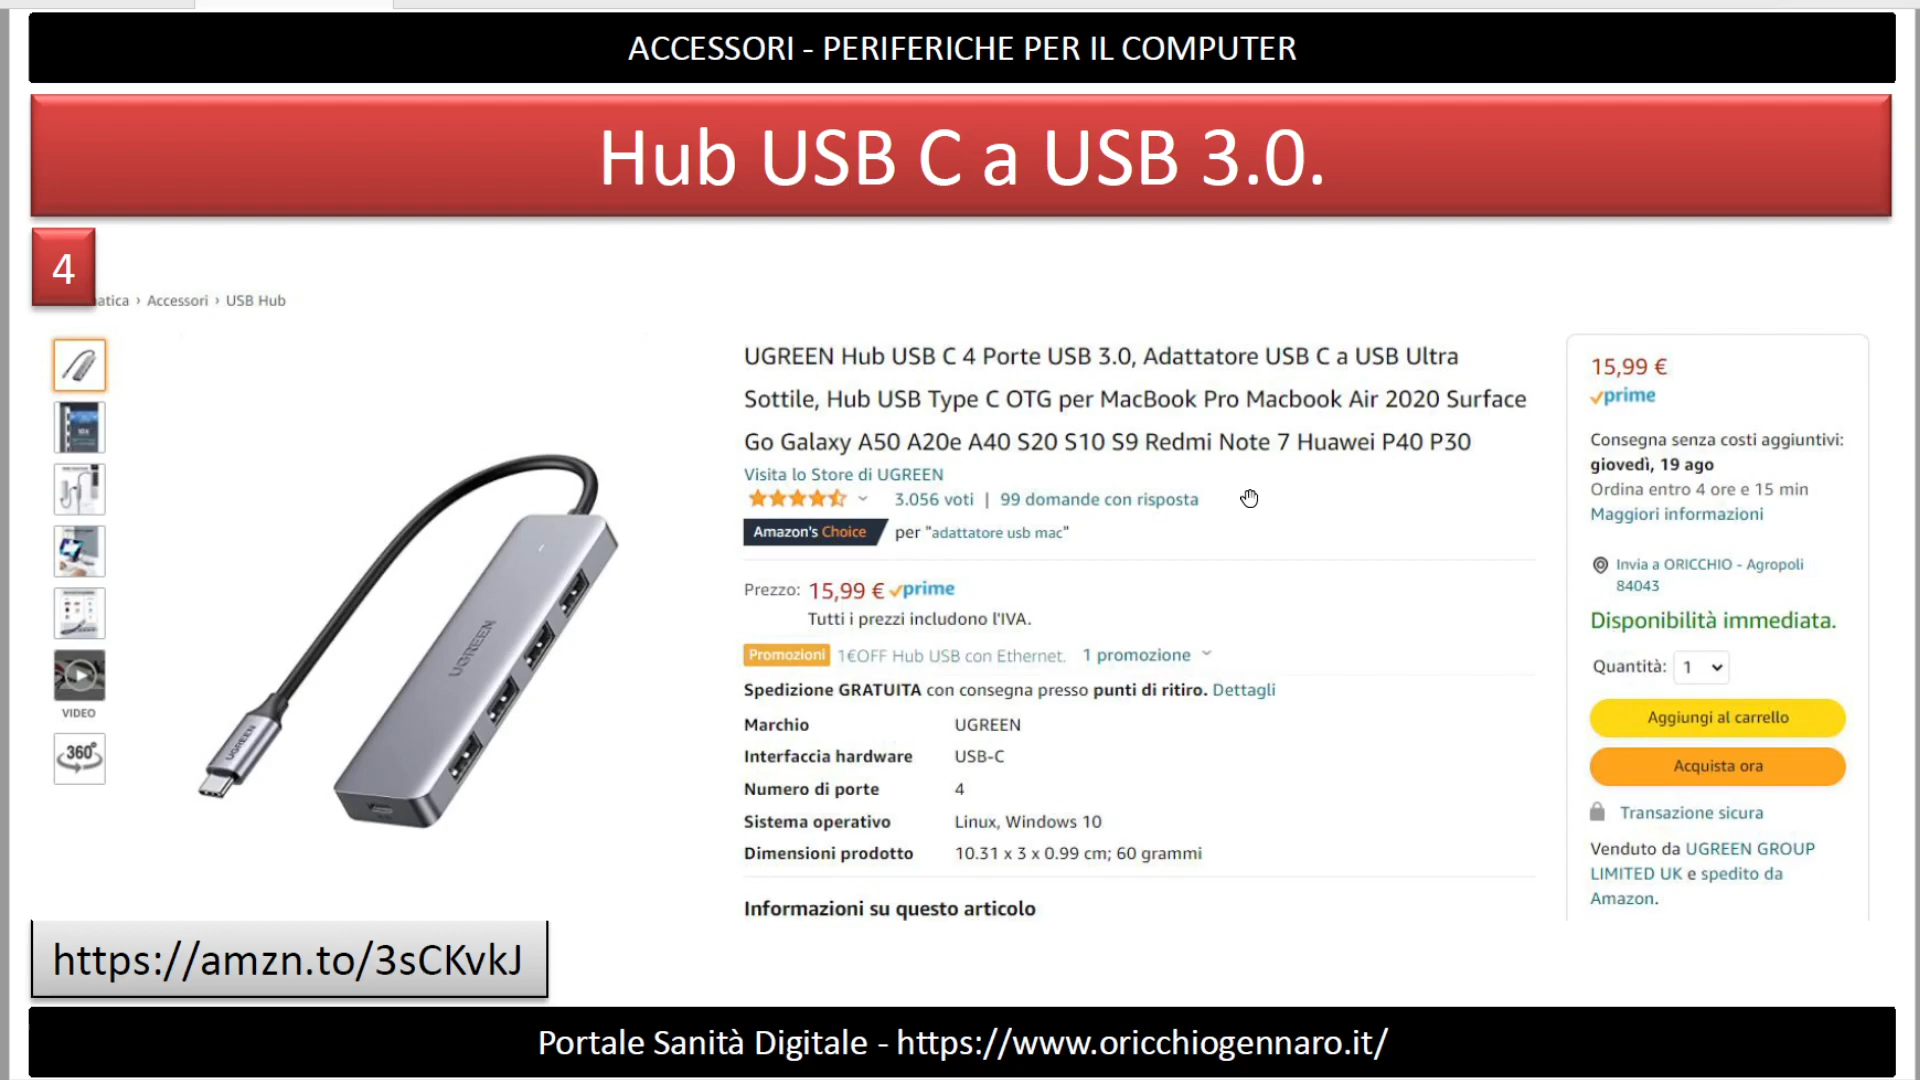 ACCESSORI - PERIFERICHE PER IL COMPUTER
Hub USB C a USB 3.0.
4
atica › Accessori › USB Hub
UGREEN Hub USB C 4 Porte USB 3.0, Adattatore USB C a USB Ultra
Sottile, Hub USB Type C OTG per MacBook Pro Macbook Air 2020 Surface
Go Galaxy A50 A20e A40 S20 S10 S9 Redmi Note 7 Huawei P40 P30
Visita lo Store di UGREEN
3.056 voti | 99 domande con risposta
Amazon's Choice per "adattatore usb mac"
Prezzo: 15,99 € prime
Tutti i prezzi includono l'IVA.
Promozioni 1€OFF Hub USB con Ethernet. 1 promozione
Spedizione GRATUITA con consegna presso punti di ritiro. Dettagli
Marchio UGREEN
Interfaccia hardware USB-C
Numero di porte 4
Sistema operativo Linux, Windows 10
Dimensioni prodotto 10.31 x 3 x 0.99 cm; 60 grammi
Informazioni su questo articolo
15,99 €
prime
Consegna senza costi aggiuntivi:
giovedì, 19 ago
Ordina entro 4 ore e 15 min
Maggiori informazioni
Invia a ORICCHIO - Agropoli
84043
Disponibilità immediata.
Quantità: 1
Aggiungi al carrello
Acquista ora
Transazione sicura
Venduto da UGREEN GROUP
LIMITED UK e spedito da
Amazon.
UGREEN
UGREEN
VIDEO
360°
https://amzn.to/3sCKvkJ
Portale Sanità Digitale - https://www.oricchiogennaro.it/